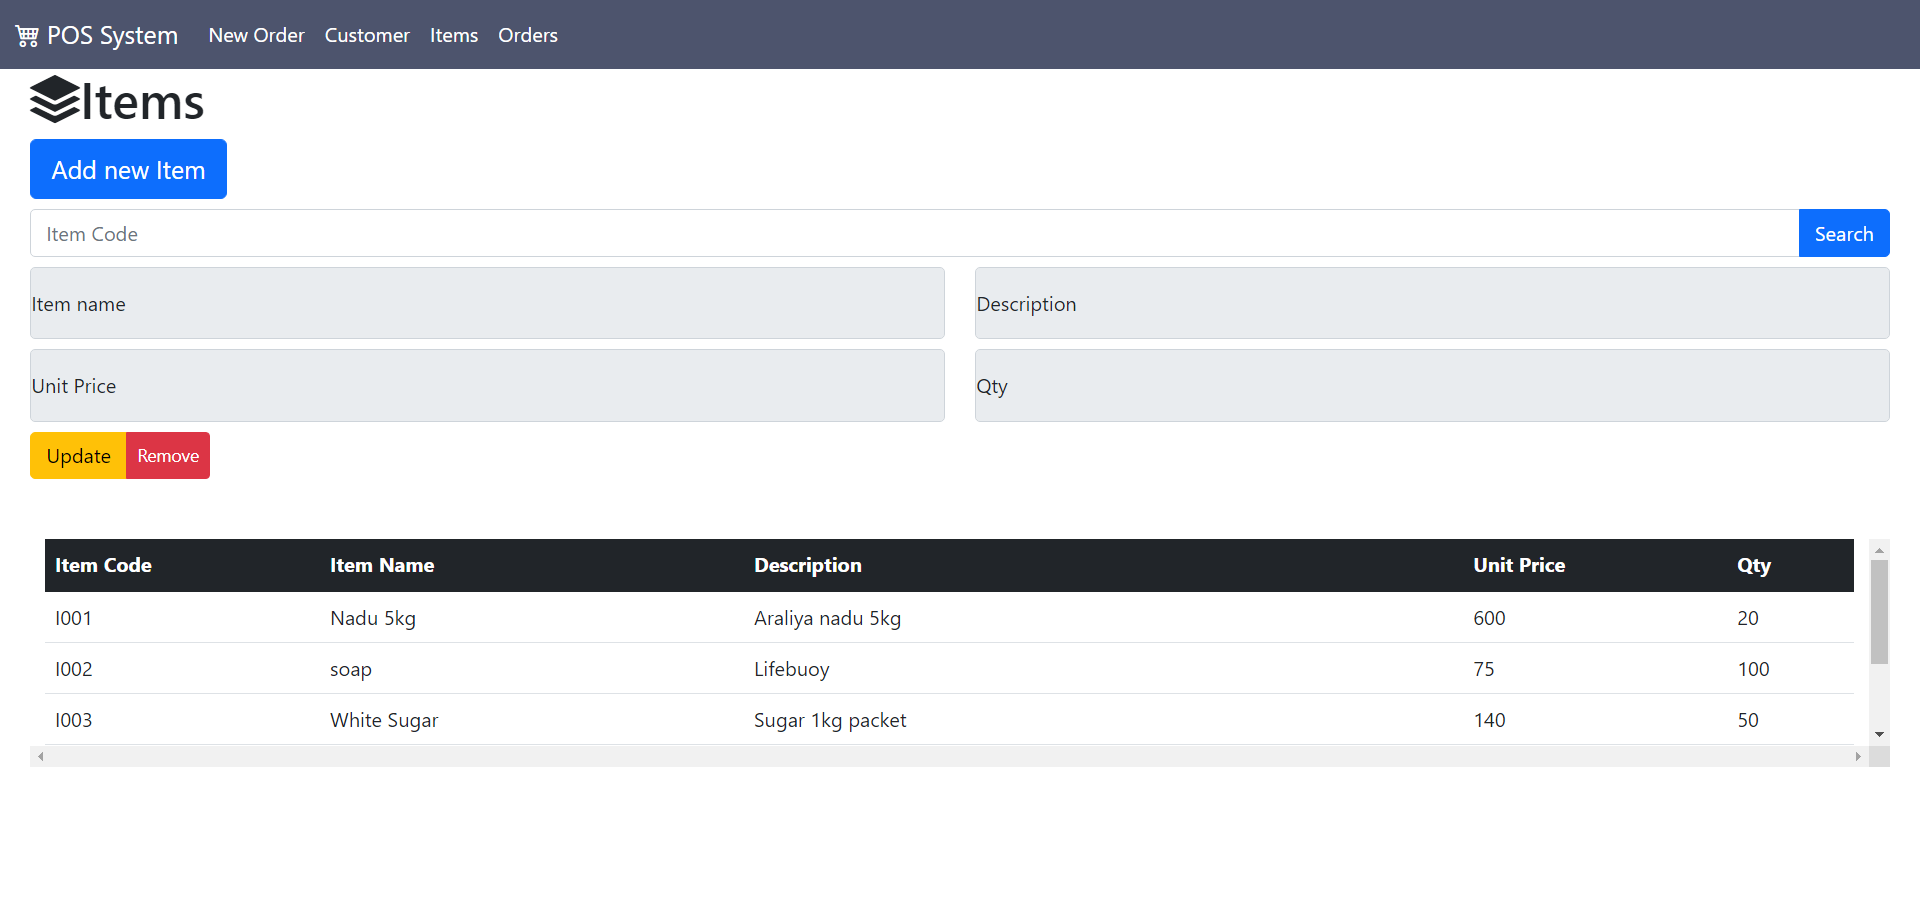 POS System New Order Customer Items Orders
Items
Add new Item
Item Code Search
Item name Description
Unit Price Qty
Update Remove
Item Code Item Name Description Unit Price Qty
I001 Nadu 5kg Araliya nadu 5kg 600 20
I002 soap Lifebuoy 75 100
I003 White Sugar Sugar 1kg packet 140 50